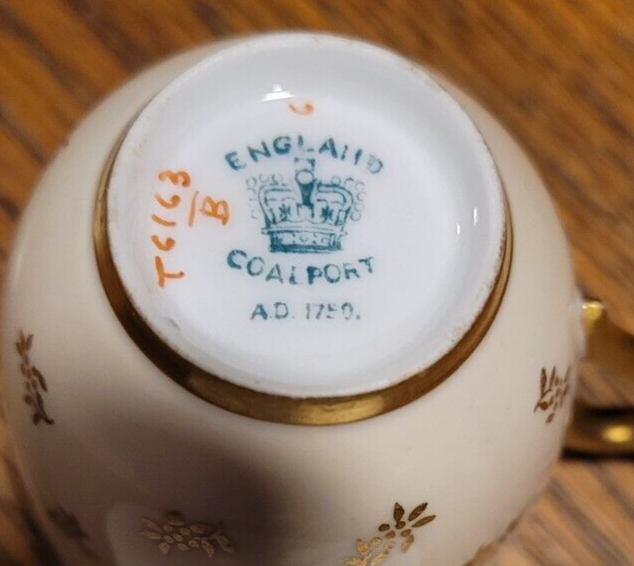 ENGLAND
COALPORT
A.D. 1750.
T6163
B